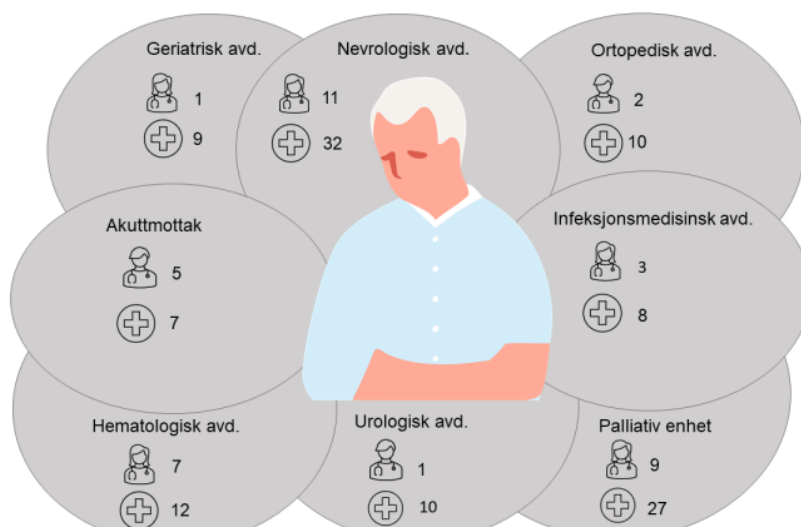 Geriatrisk avd.
1
9
Nevrologisk avd.
11
32
Ortopedisk avd.
2
10
Akuttmottak
5
7
Infeksjonsmedisinsk avd.
3
8
Hematologisk avd.
7
12
Urologisk avd.
1
10
Palliativ enhet
9
27